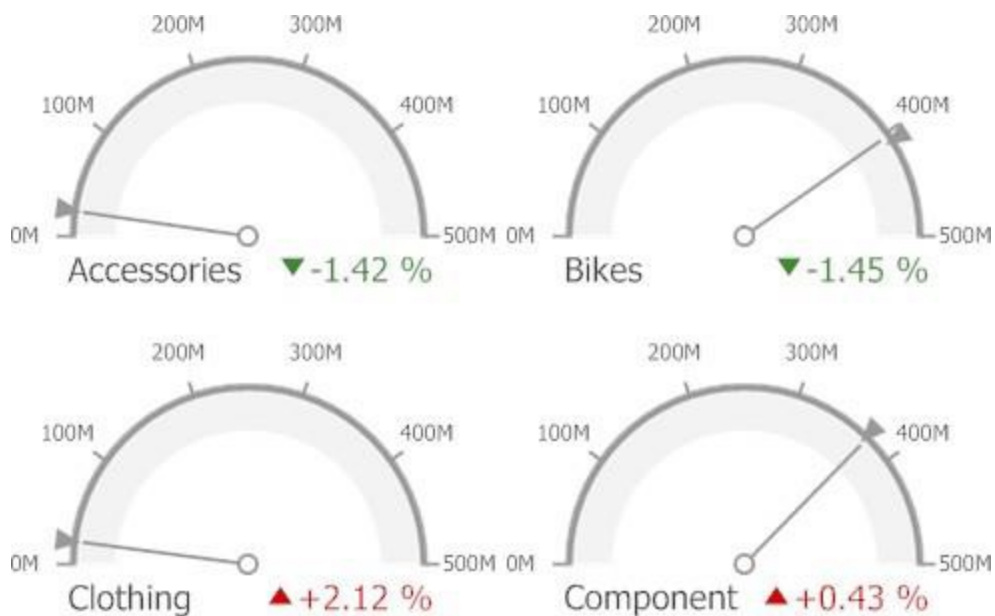 200M 300M
100M 400M
0M 500M
Accessories ▼-1.42 %
200M 300M
100M 400M
0M 500M
Bikes ▼-1.45 %
200M 300M
100M 400M
0M 500M
Clothing ▲+2.12 %
200M 300M
100M 400M
0M 500M
Component ▲+0.43 %